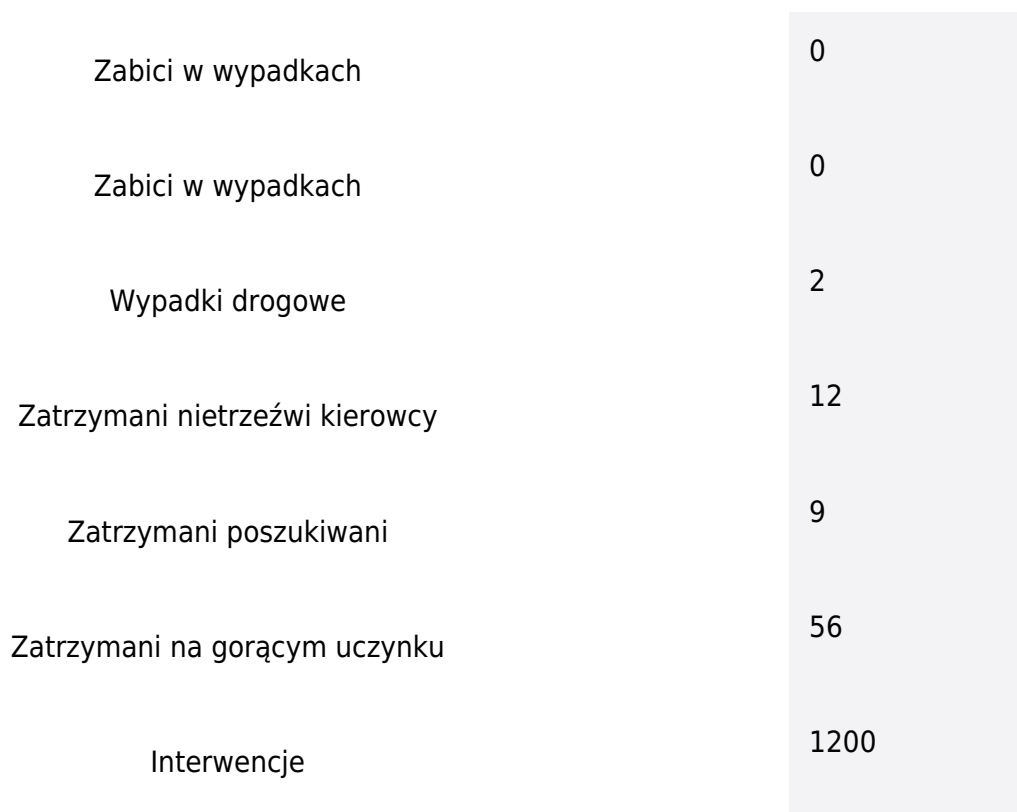 Zabici w wypadkach 0
Zabici w wypadkach 0
Wypadki drogowe 2
Zatrzymani nietrzeźwi kierowcy 12
Zatrzymani poszukiwani 9
Zatrzymani na gorącym uczynku 56
Interwencje 1200